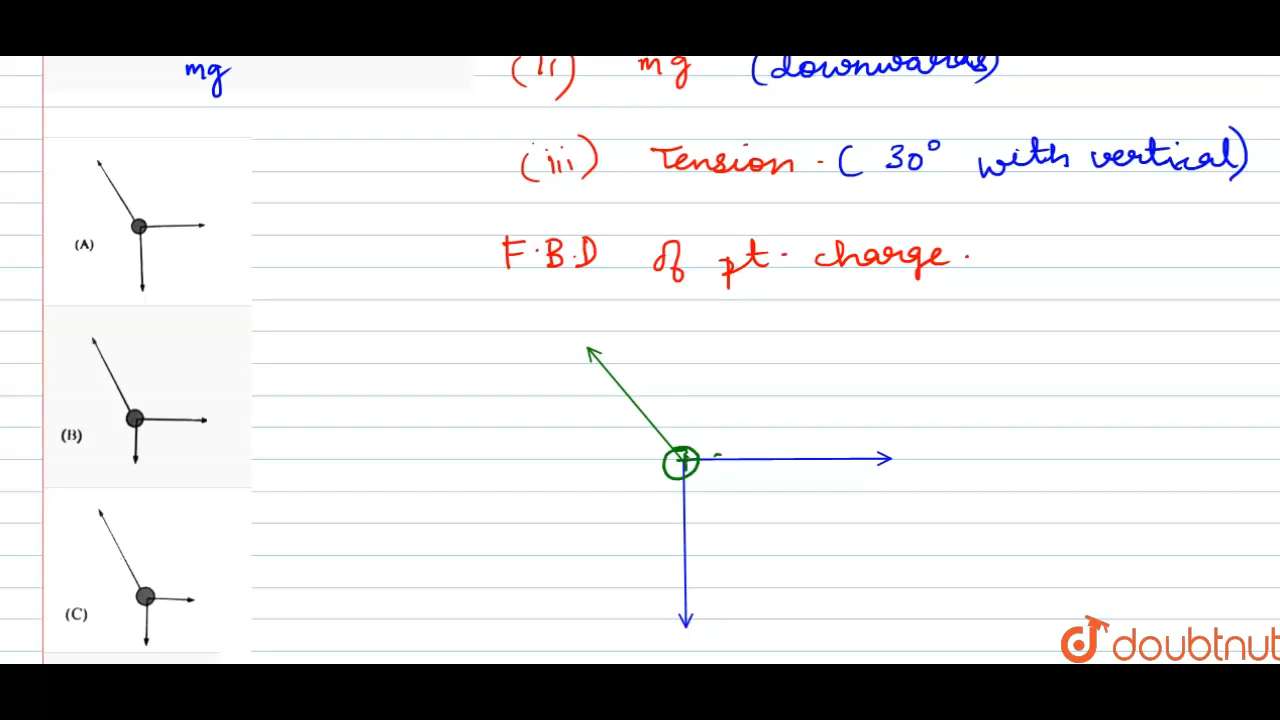 mg
(ii) mg (downwards)
(iii) Tension. (30° with vertical)
(A)
F.B.D of pt. charge.
(B)
(C)
doubtnut